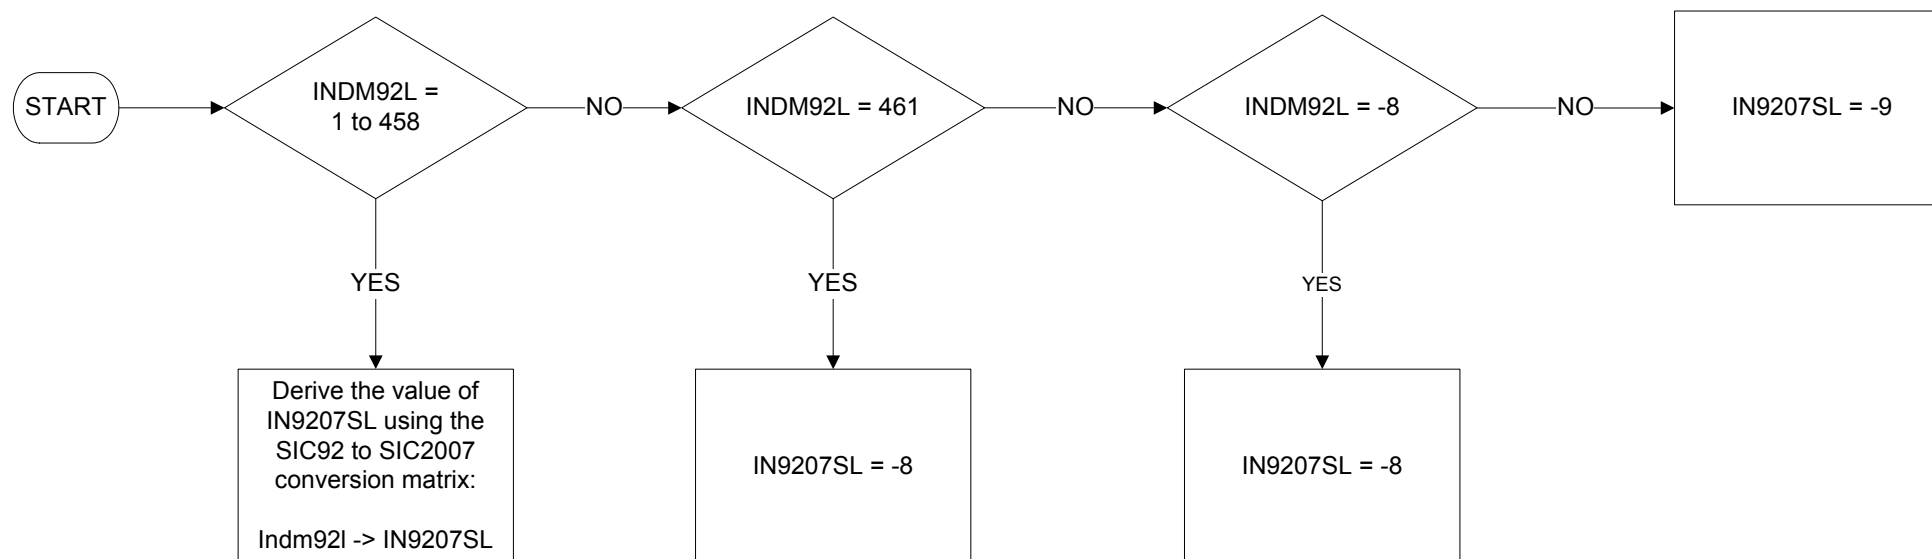 START
INDM92L =
1 to 458
NO
INDM92L = 461
NO
INDM92L = -8
NO
IN9207SL = -9
YES
YES
YES
Derive the value of
IN9207SL using the
SIC92 to SIC2007
conversion matrix:
Indm92l -> IN9207SL
IN9207SL = -8
IN9207SL = -8